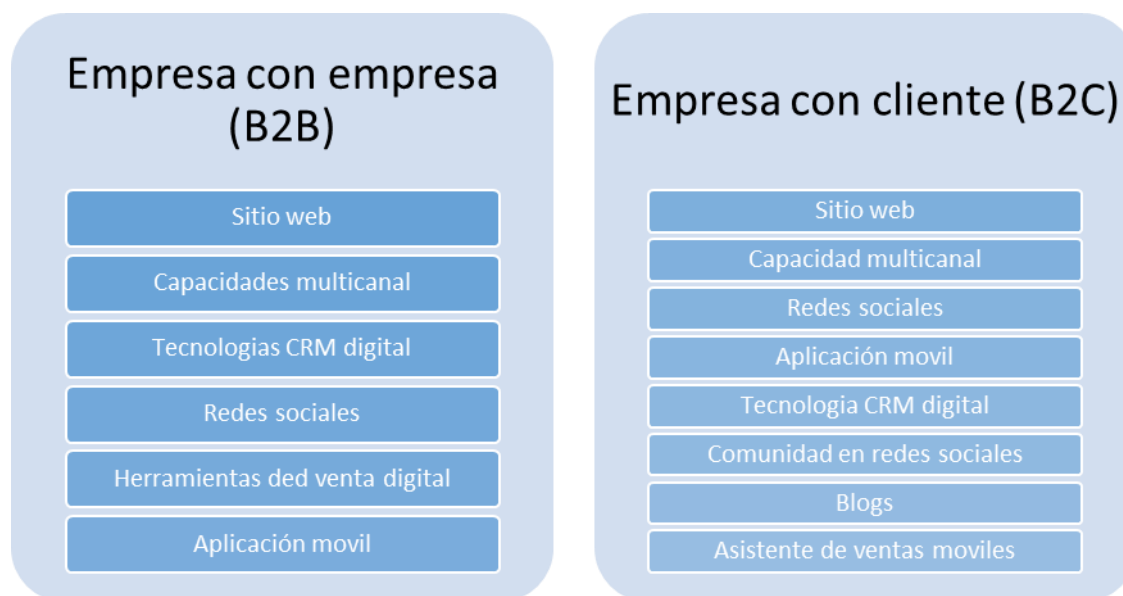 Empresa con empresa
(B2B)
Sitio web
Capacidades multicanal
Tecnologias CRM digital
Redes sociales
Herramientas ded venta digital
Aplicación movil
Empresa con cliente (B2C)
Sitio web
Capacidad multicanal
Redes sociales
Aplicación movil
Tecnologia CRM digital
Comunidad en redes sociales
Blogs
Asistente de ventas moviles